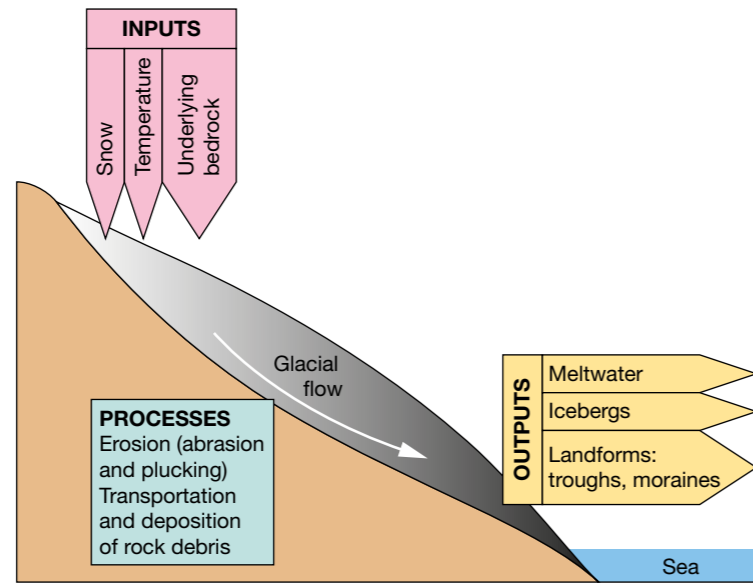 INPUTS
Snow
Temperature
Underlying
bedrock
Glacial
flow
PROCESSES
Erosion (abrasion
and plucking)
Transportation
and deposition
of rock debris
OUTPUTS
Meltwater
Icebergs
Landforms:
troughs, moraines
Sea